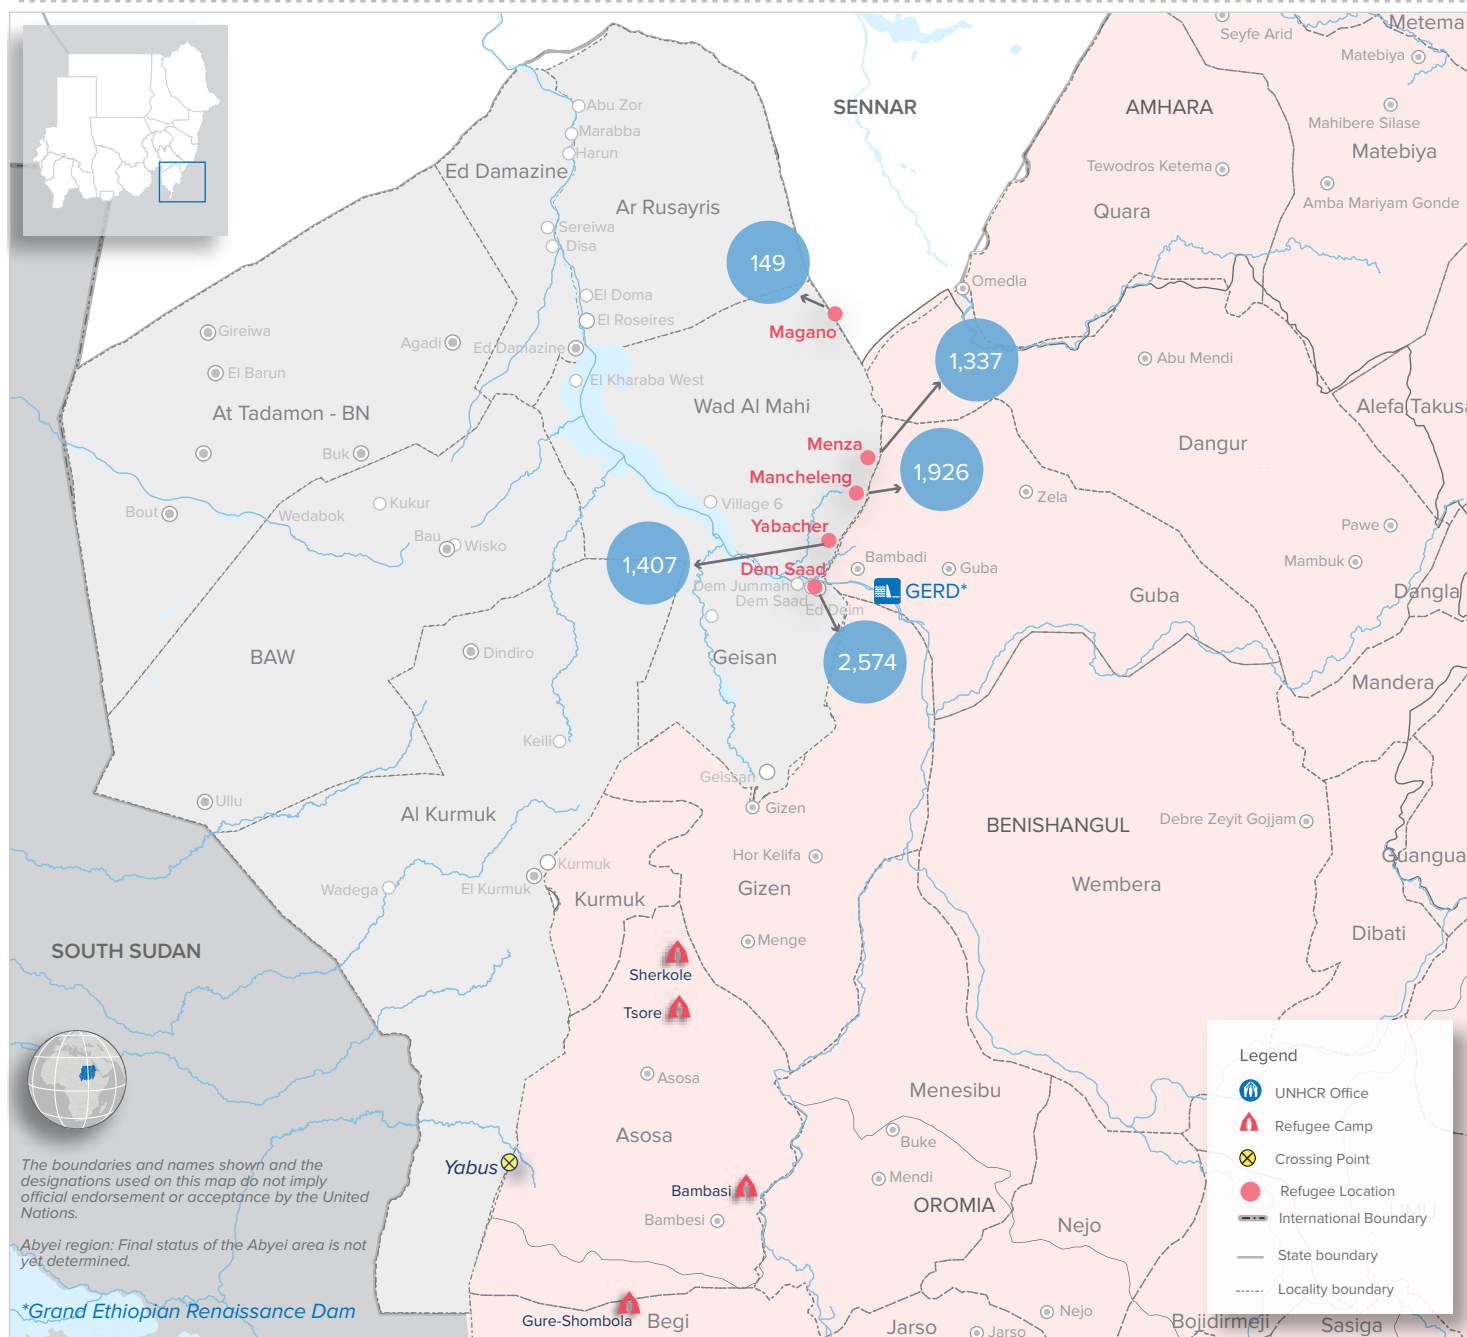 Metema
Seyfe Arid
Matebiya
SENNAR
AMHARA
Abu Zor
Mahibere Silase
Marabba
Harun
Matebiya
Ed Damazine
Tewodros Ketema
Ar Rusayris
Quara
Amba Mariyam Gonde
Sereiwa
Disa
149
Omedla
El Doma
El Roseires
Magano
Gireiwa
Agadi
Ed Damazine
1,337
Abu Mendi
El Barun
El Kharaba West
At Tadamon - BN
Wad Al Mahi
Alefa Takusa
Menza
Dangur
Buk
Mancheleng
1,926
Zela
Kukur
Village 6
Bout
Wedabok
Yabacher
Pawe
Bau
Wisko
Bambadi
Mambuk
1,407
Dem Saad
Guba
Dem Jummah
GERD*
Dangla
Dem Saad
Ed Deim
Guba
BAW
Dindiro
Geisan
2,574
Mandera
Keili
Geissan
Ullu
Gizen
Al Kurmuk
BENISHANGUL
Debre Zeyit Gojjam
Hor Kelifa
Guangua
Kurmuk
Wadega
El Kurmuk
Kurmuk
Gizen
Wembera
SOUTH SUDAN
Menge
Dibati
Sherkole
Tsore
Asosa
Menesibu
Asosa
Buke
Yabus
Bambasi
Mendi
OROMIA
Bambesi
Nejo
Gure-Shombola
Begi
Nejo
Jarso
Jarso
Bojidirmeji
Sasiga
LIMU
Legend
UNHCR Office
Refugee Camp
Crossing Point
Refugee Location
International Boundary
State boundary
Locality boundary
The boundaries and names shown and the
designations used on this map do not imply
official endorsement or acceptance by the United
Nations.
Abyei region: Final status of the Abyei area is not
yet determined.
*Grand Ethiopian Renaissance Dam